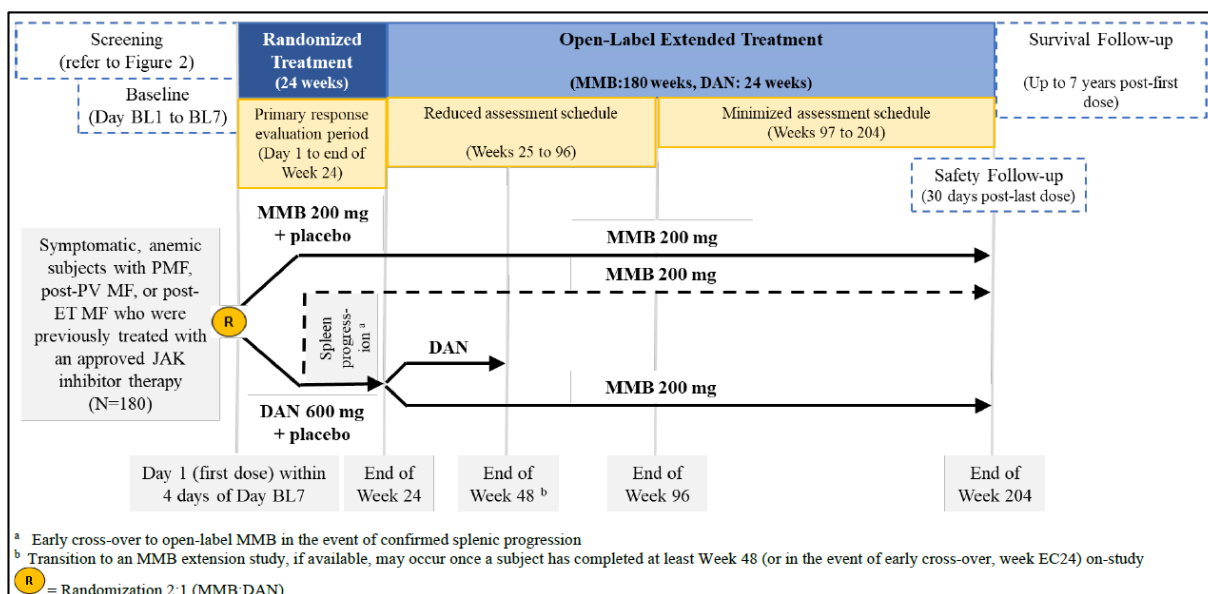 Screening
(refer to Figure 2)
Baseline
(Day BL1 to BL7)
Randomized
Treatment
(24 weeks)
Open-Label Extended Treatment
(MMB:180 weeks, DAN: 24 weeks)
Survival Follow-up
(Up to 7 years post-first
dose)
Primary response
evaluation period
(Day 1 to end of
Week 24)
Reduced assessment schedule
(Weeks 25 to 96)
Minimized assessment schedule
(Weeks 97 to 204)
Safety Follow-up
(30 days post-last dose)
Symptomatic, anemic
subjects with PMF,
post-PV MF, or post-
ET MF who were
previously treated with
an approved JAK
inhibitor therapy
(N=180)
R
MMB 200 mg
+ placebo
MMB 200 mg
MMB 200 mg
Spleen
progress-
ion a
DAN
MMB 200 mg
DAN 600 mg
+ placebo
Day 1 (first dose) within
4 days of Day BL7
End of
Week 24
End of
Week 48 b
End of
Week 96
End of
Week 204
a Early cross-over to open-label MMB in the event of confirmed splenic progression
b Transition to an MMB extension study, if available, may occur once a subject has completed at least Week 48 (or in the event of early cross-over, week EC24) on-study
R = Randomization 2:1 (MMB:DAN)